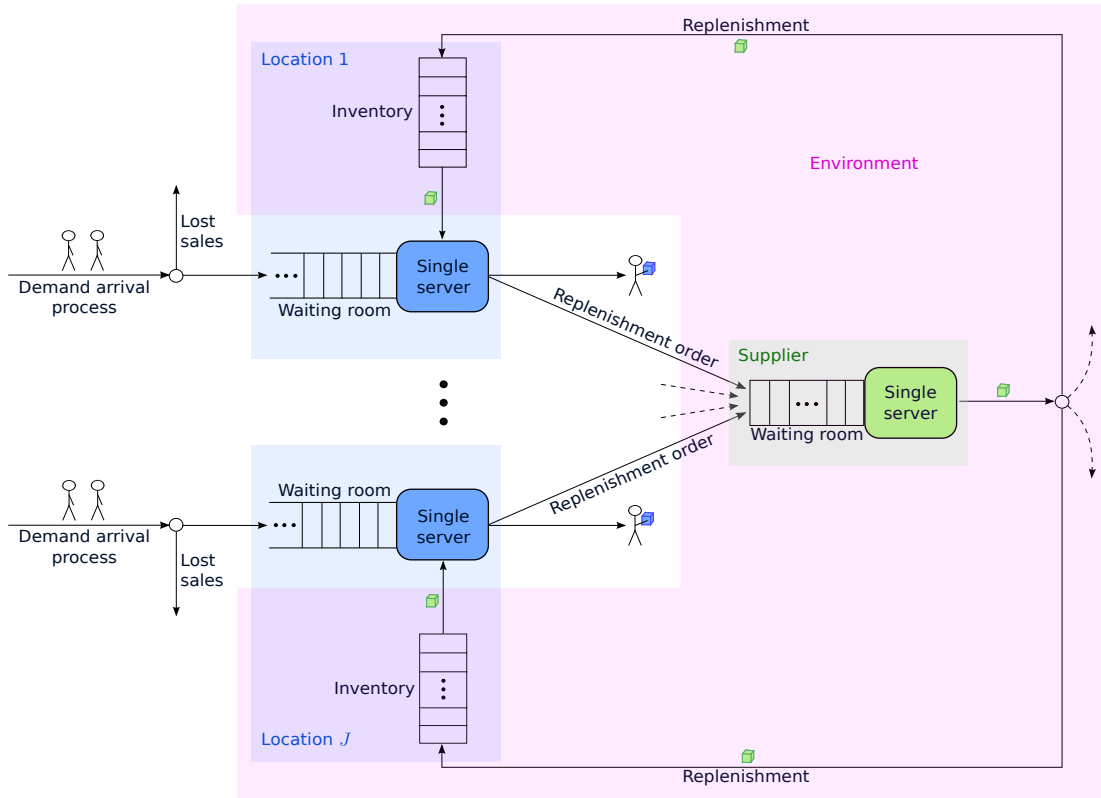 Replenishment
Location 1
Inventory
Environment
Lost
sales
Demand arrival
process
Single
server
Waiting room
Replenishment order
Supplier
Single
server
Waiting room
Replenishment order
Waiting room
Single
server
Demand arrival
process
Lost
sales
Inventory
Location J
Replenishment